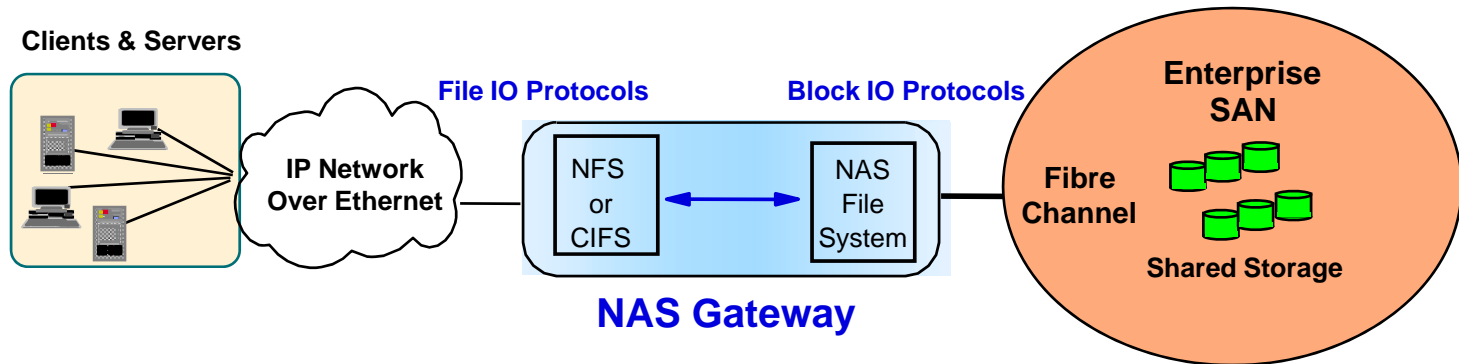 Clients & Servers
IP Network
Over Ethernet
File IO Protocols
Block IO Protocols
NFS
or
CIFS
NAS
File
System
NAS Gateway
Enterprise
SAN
Fibre
Channel
Shared Storage